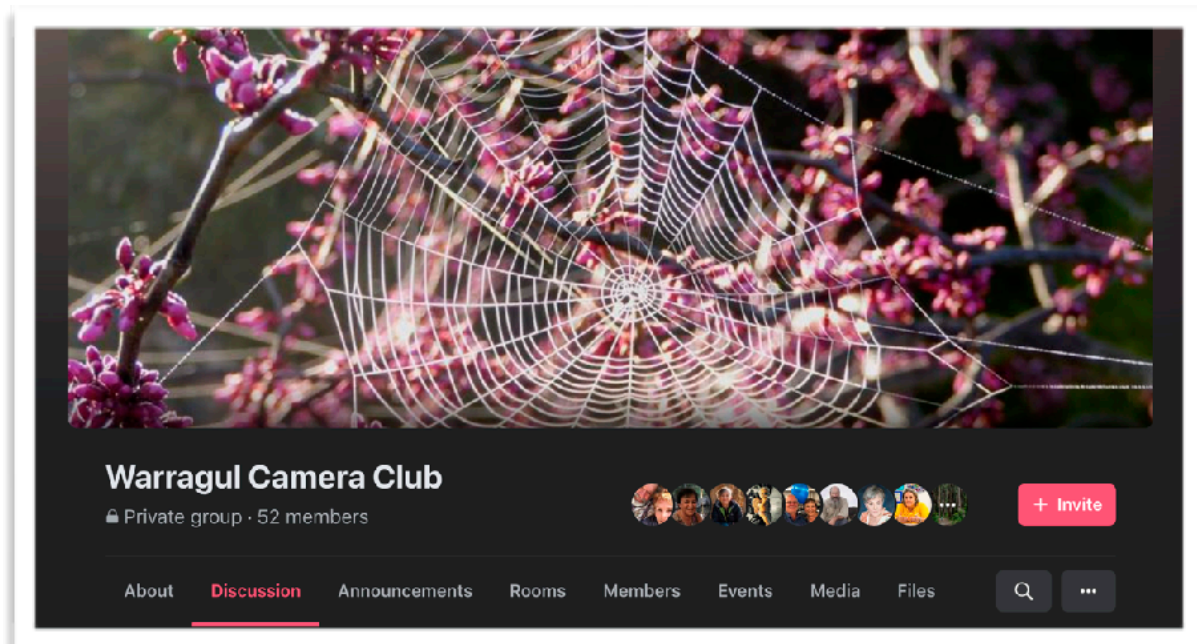 Warragul Camera Club
Private group · 52 members
+ Invite
About Discussion Announcements Rooms Members Events Media Files